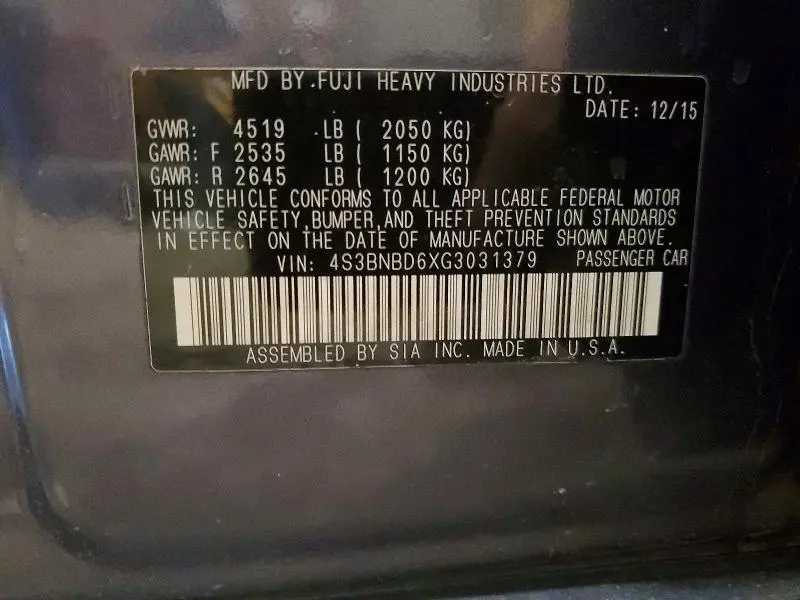 MFD BY.FUJI HEAVY INDUSTRIES LTD.
DATE: 12/15
GVWR: 4519 LB ( 2050 KG)
GAWR: F 2535 LB ( 1150 KG)
GAWR: R 2645 LB ( 1200 KG)
THIS VEHICLE CONFORMS TO ALL APPLICABLE FEDERAL MOTOR
VEHICLE SAFETY,BUMPER,AND THEFT PREVENTION STANDARDS
IN EFFECT ON THE DATE OF MANUFACTURE SHOWN ABOVE.
VIN: 4S3BNBD6XG3031379 PASSENGER CAR
ASSEMBLED BY SIA INC. MADE IN U.S.A.